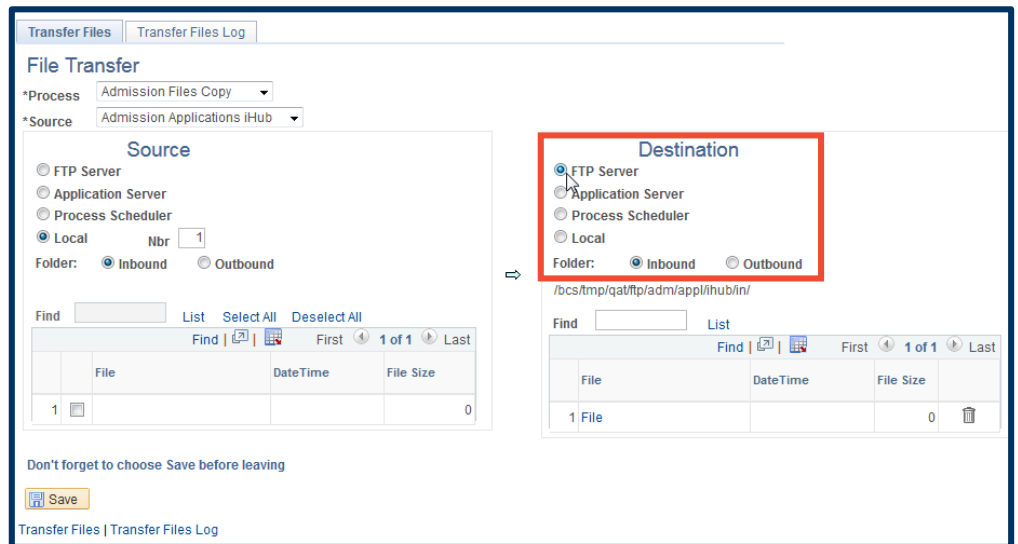 Transfer Files Transfer Files Log
File Transfer
*Process Admission Files Copy
*Source Admission Applications iHub
Source
FTP Server
Application Server
Process Scheduler
Local Nbr 1
Folder: Inbound Outbound
Find List Select All Deselect All
Find | | First 1 of 1 Last
File DateTime File Size
1 0
Destination
FTP Server
Application Server
Process Scheduler
Local
Folder: Inbound Outbound
/bcs/tmp/qat/ftp/adm/appl/ihub/in/
Find List
Find | | First 1 of 1 Last
File DateTime File Size
1 File 0
Don't forget to choose Save before leaving
Save
Transfer Files | Transfer Files Log